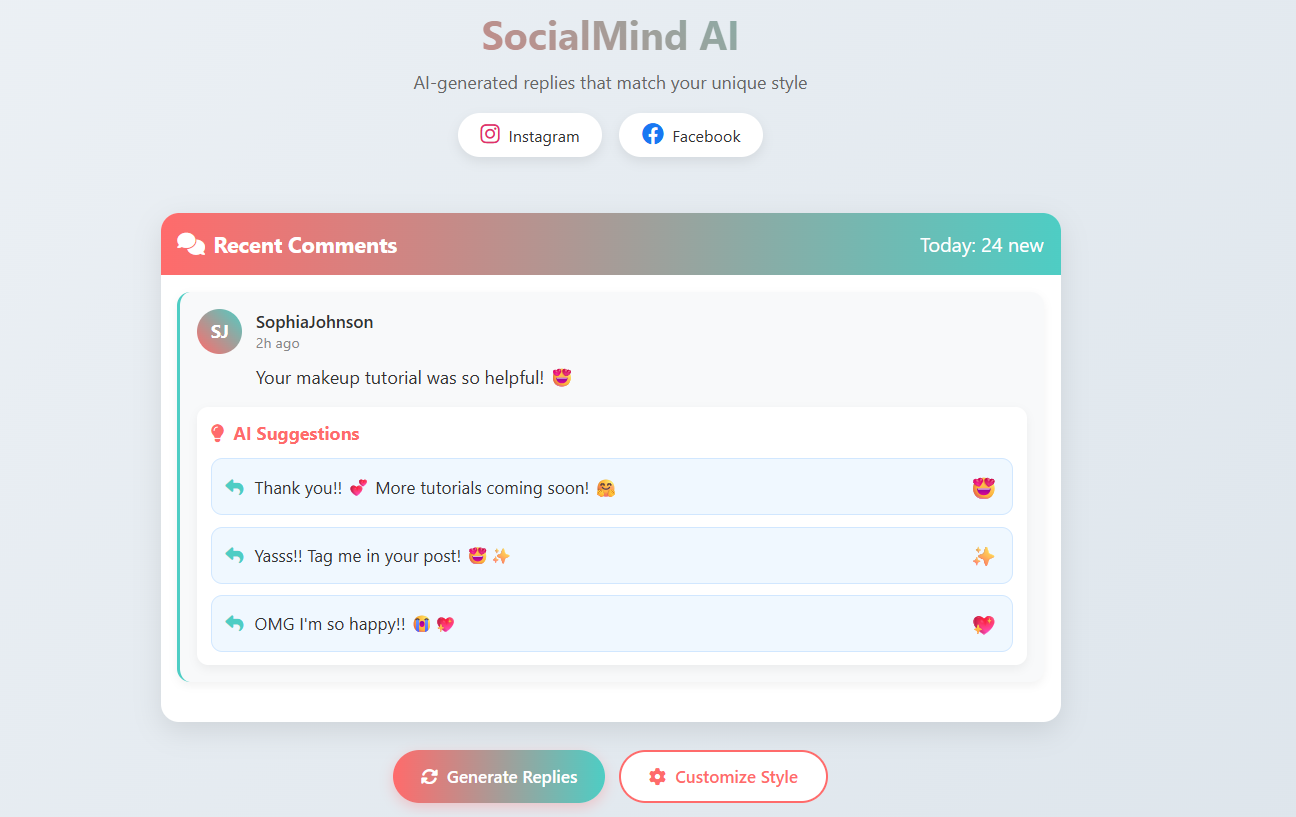 SocialMind AI
AI-generated replies that match your unique style
Instagram Facebook
Recent Comments Today: 24 new
SJ SophiaJohnson
2h ago
Your makeup tutorial was so helpful! 😍
AI Suggestions
Thank you!! 💕 More tutorials coming soon! 🤗 😍
Yasss!! Tag me in your post! 😍✨ ✨
OMG I'm so happy!! 😭💖 💖
Generate Replies Customize Style